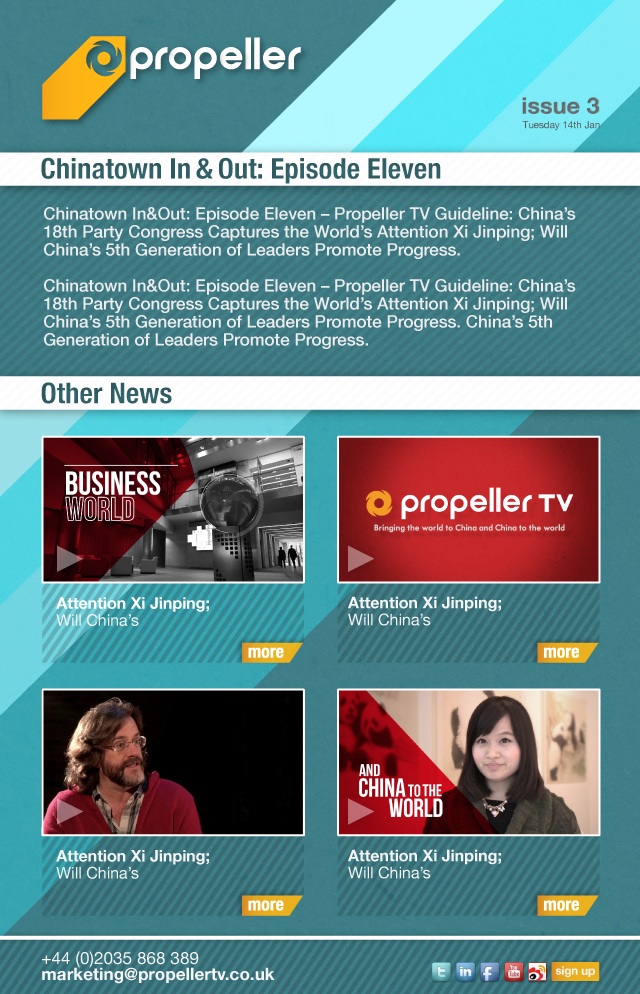 propeller
issue 3
Tuesday 14th Jan
Chinatown In & Out: Episode Eleven
Chinatown In&Out: Episode Eleven – Propeller TV Guideline: China's
18th Party Congress Captures the World's Attention Xi Jinping; Will
China's 5th Generation of Leaders Promote Progress.
Chinatown In&Out: Episode Eleven – Propeller TV Guideline: China's
18th Party Congress Captures the World's Attention Xi Jinping; Will
China's 5th Generation of Leaders Promote Progress. China's 5th
Generation of Leaders Promote Progress.
Other News
BUSINESS
WORLD
Attention Xi Jinping;
Will China's
more
propeller TV
Bringing the world to China and China to the world
Attention Xi Jinping;
Will China's
more
Attention Xi Jinping;
Will China's
more
AND
CHINA TO THE
WORLD
Attention Xi Jinping;
Will China's
more
+44 (0)2035 868 389
marketing@propellertv.co.uk
t
in
f
You
Tube
sign up